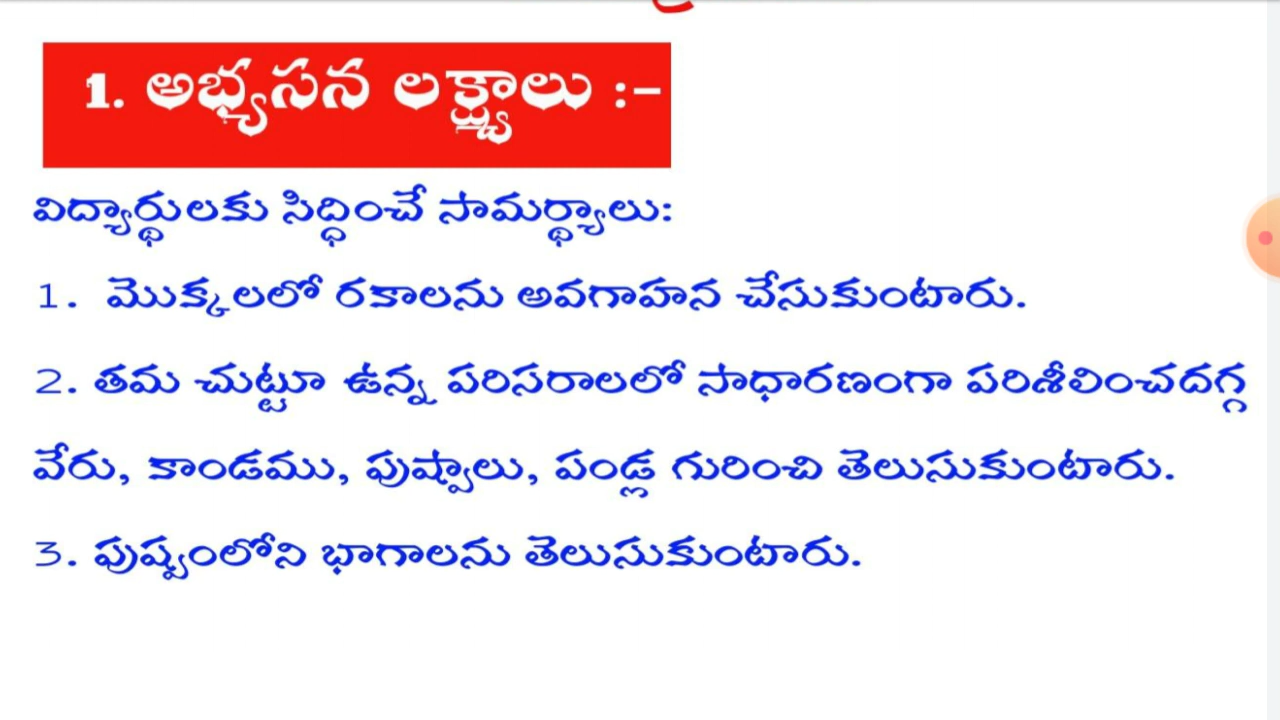 1. అభ్యసన లక్ష్యాలు :-
విద్యార్థులకు సిద్ధించే సామర్థ్యాలు:
1. మొక్కలలో రకాలను అవగాహన చేసుకుంటారు.
2. తమ చుట్టూ ఉన్న పరిసరాలలో సాధారణంగా పరిశీలించదగ్గ
వేరు, కాండము, పుష్పాలు, పండ్ల గురించి తెలుసుకుంటారు.
3. పుష్పంలోని భాగాలను తెలుసుకుంటారు.